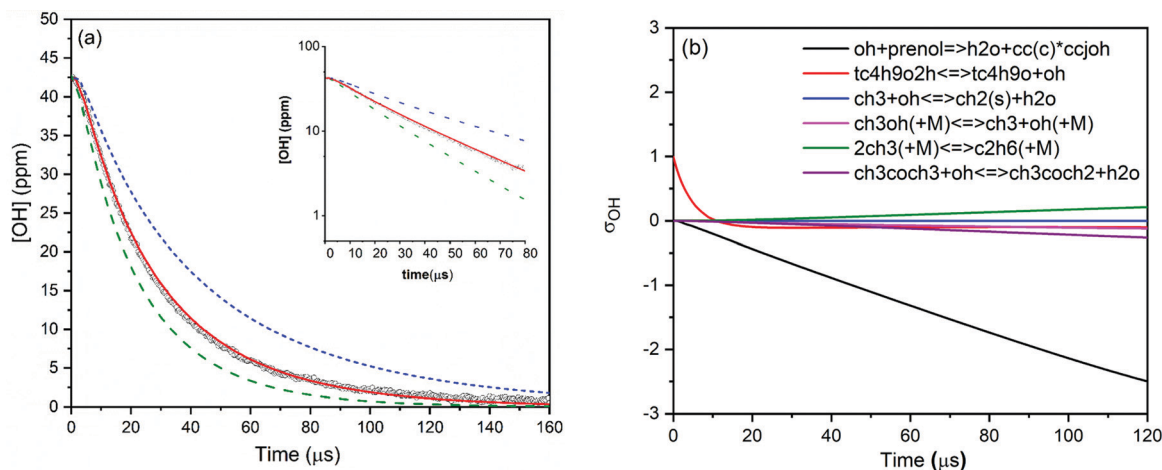 (a)
[OH] (ppm)
50
45
40
35
30
25
20
15
10
5
0
0 20 40 60 80 100 120 140 160
Time (μs)
[OH] (ppm)
100
10
1
0 10 20 30 40 50 60 70 80
time(μs)
(b)
oh+prenol=>h2o+cc(c)*ccjoh
tc4h9o2h<=>tc4h9o+oh
ch3+oh<=>ch2(s)+h2o
ch3oh(+M)<=>ch3+oh(+M)
2ch3(+M)<=>c2h6(+M)
ch3coch3+oh<=>ch3coch2+h2o
σOH
3
2
1
0
-1
-2
-3
0 20 40 60 80 100 120
Time (μs)